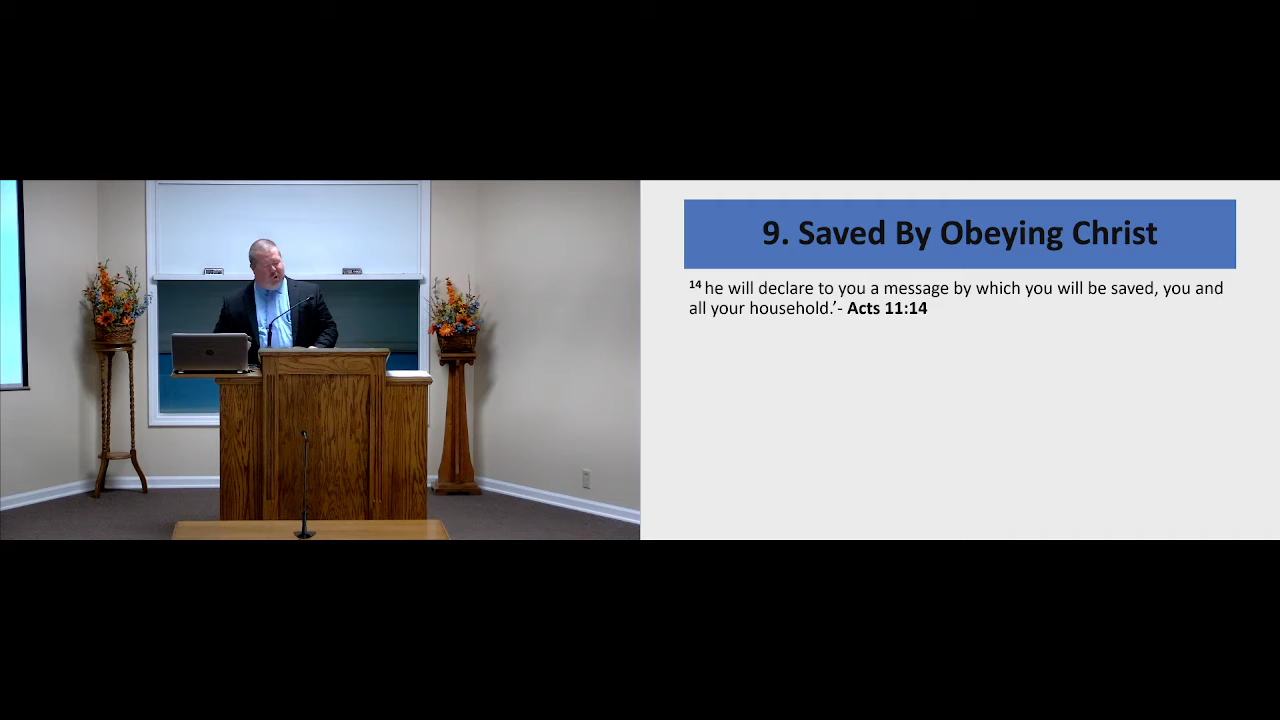 9. Saved By Obeying Christ
14 he will declare to you a message by which you will be saved, you and
all your household.’- Acts 11:14